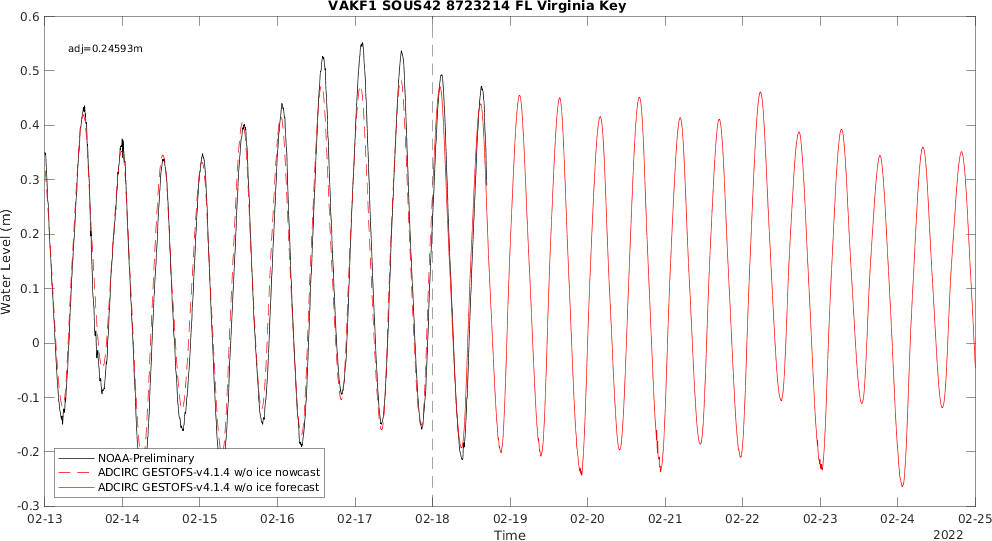 VAKF1 SOUS42 8723214 FL Virginia Key
adj=0.24593m
Water Level (m)
0.6
0.5
0.4
0.3
0.2
0.1
0
-0.1
-0.2
-0.3
NOAA-Preliminary
ADCIRC GESTOFS-v4.1.4 w/o ice nowcast
ADCIRC GESTOFS-v4.1.4 w/o ice forecast
02-13 02-14 02-15 02-16 02-17 02-18 02-19 02-20 02-21 02-22 02-23 02-24 02-25
Time
2022